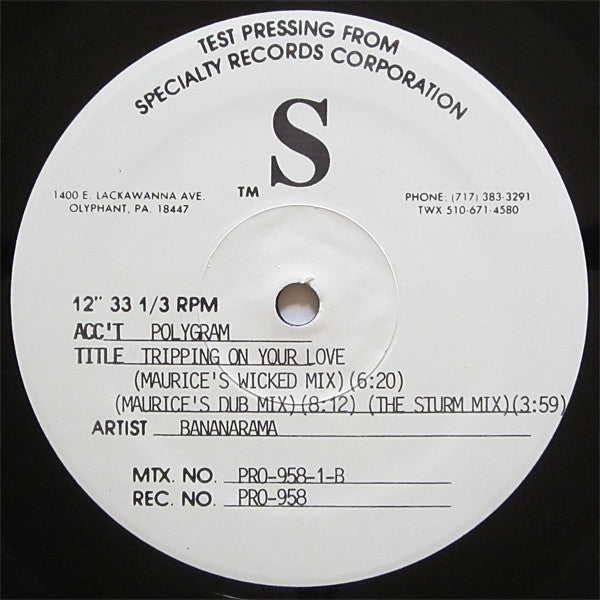 TEST PRESSING FROM
SPECIALTY RECORDS CORPORATION
S
TM
1400 E. LACKAWANNA AVE.
OLYPHANT, PA. 18447
PHONE: (717) 383-3291
TWX 510-671-4580
12" 33 1/3 RPM
ACC'T POLYGRAM
TITLE TRIPPING ON YOUR LOVE
(MAURICE'S WICKED MIX)(6:20)
(MAURICE'S DUB MIX)(8:12) (THE STURM MIX)(3:59)
ARTIST BANANARAMA
MTX. NO. PRO-958-1-B
REC. NO. PRO-958